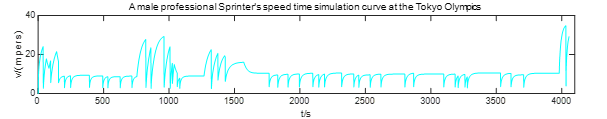 A male professional Sprinter's speed time simulation curve at the Tokyo Olympics
40
20
0
v/(m pers)
0 500 1000 1500 2000 2500 3000 3500 4000
t/s